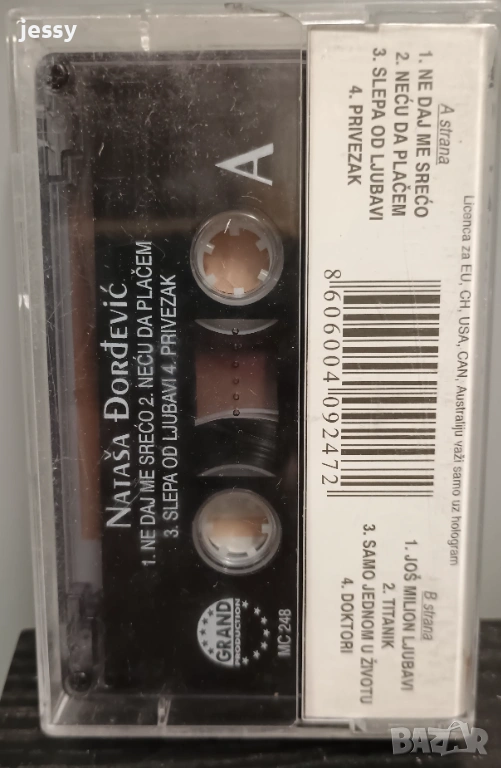 jessy
A strana
1. NE DAJ ME SREĆO
2. NEĆU DA PLAČEM
3. SLEPA OD LJUBAVI
4. PRIVEZAK
Licenca za EU, CH, USA, CAN, Australiju važi samo uz hologram
8 606004 092472
B strana
1. JOŠ MILION LJUBAVI
2. TITANIK
3. SAMO JEDNOM U ŽIVOTU
4. DOKTORI
A
NATAŠA ĐORĐEVIĆ
1. NE DAJ ME SREĆO 2. NEĆU DA PLAČEM
3. SLEPA OD LJUBAVI 4. PRIVEZAK
GRAND
PRODUCTION
MC-248
BAZAR